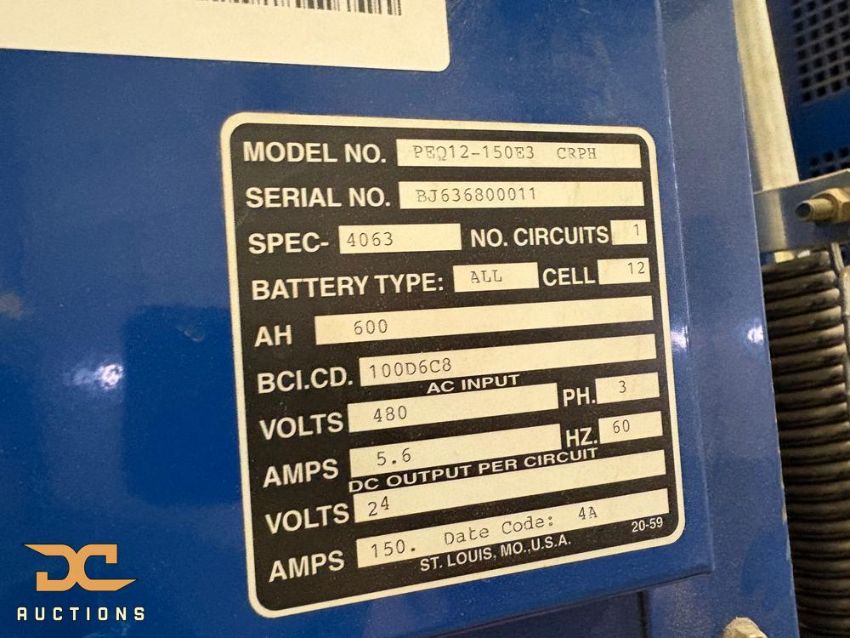 MODEL NO. PEQ12-150E3 CRPH
SERIAL NO. BJ636800011
SPEC- 4063 NO. CIRCUITS 1
BATTERY TYPE: ALL CELL 12
AH 600
BCI.CD. 100D6C8
AC INPUT
VOLTS 480 PH. 3
AMPS 5.6 HZ. 60
DC OUTPUT PER CIRCUIT
VOLTS 24
AMPS 150. Date Code: 4A
ST. LOUIS, MO., U.S.A. 20-59
DC
AUCTIONS